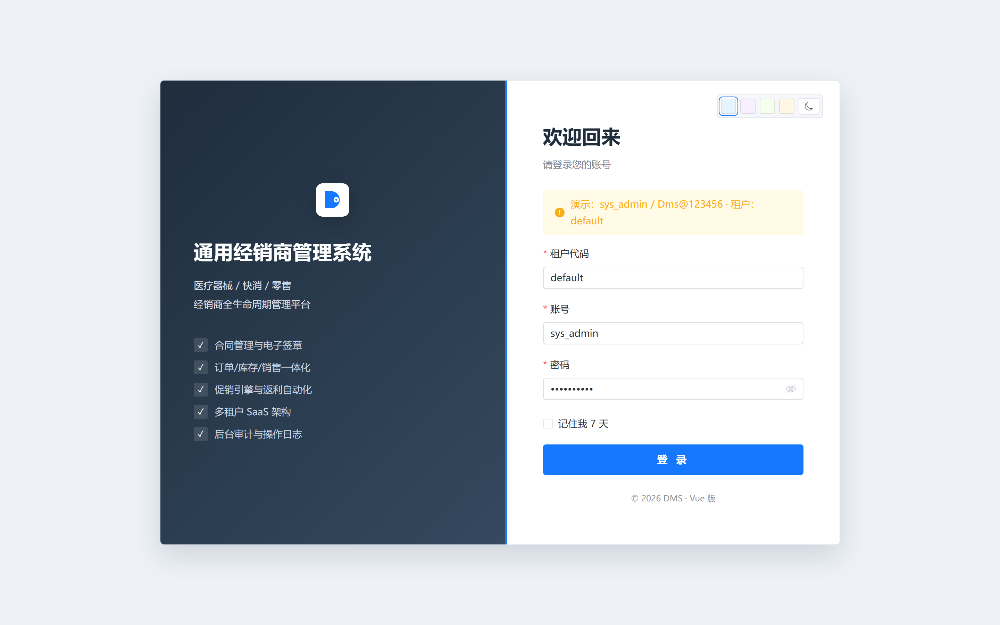 通用经销商管理系统
医疗器械 / 快消 / 零售
经销商全生命周期管理平台
✓ 合同管理与电子签章
✓ 订单/库存/销售一体化
✓ 促销引擎与返利自动化
✓ 多租户 SaaS 架构
✓ 后台审计与操作日志
欢迎回来
请登录您的账号
演示：sys_admin / Dms@123456 · 租户：
default
* 租户代码
default
* 账号
sys_admin
* 密码
••••••••••
记住我 7 天
登 录
© 2026 DMS · Vue 版